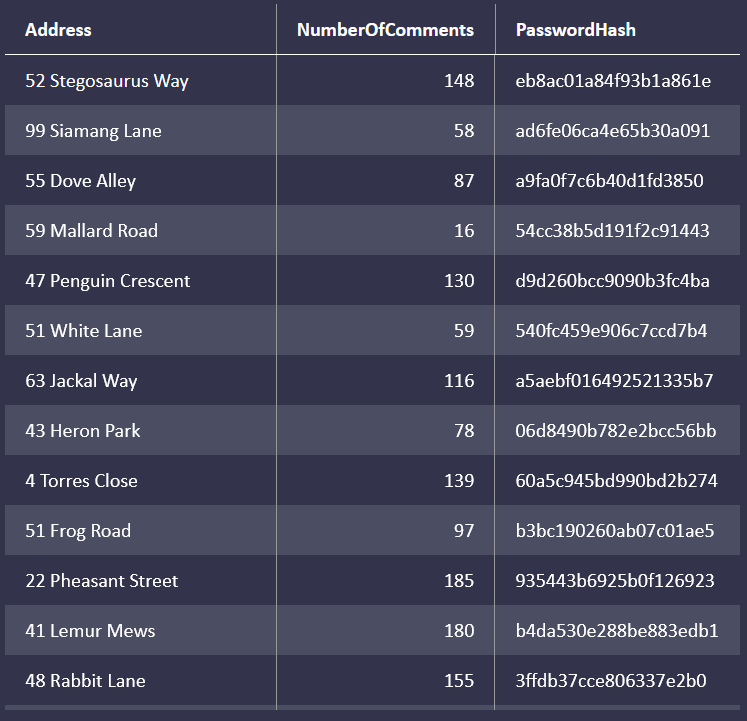 Address NumberOfComments PasswordHash
52 Stegosaurus Way 148 eb8ac01a84f93b1a861e
99 Siamang Lane 58 ad6fe06ca4e65b30a091
55 Dove Alley 87 a9fa0f7c6b40d1fd3850
59 Mallard Road 16 54cc38b5d191f2c91443
47 Penguin Crescent 130 d9d260bcc9090b3fc4ba
51 White Lane 59 540fc459e906c7ccd7b4
63 Jackal Way 116 a5aebf016492521335b7
43 Heron Park 78 06d8490b782e2bcc56bb
4 Torres Close 139 60a5c945bd990bd2b274
51 Frog Road 97 b3bc190260ab07c01ae5
22 Pheasant Street 185 935443b6925b0f126923
41 Lemur Mews 180 b4da530e288be883edb1
48 Rabbit Lane 155 3ffdb37cce806337e2b0